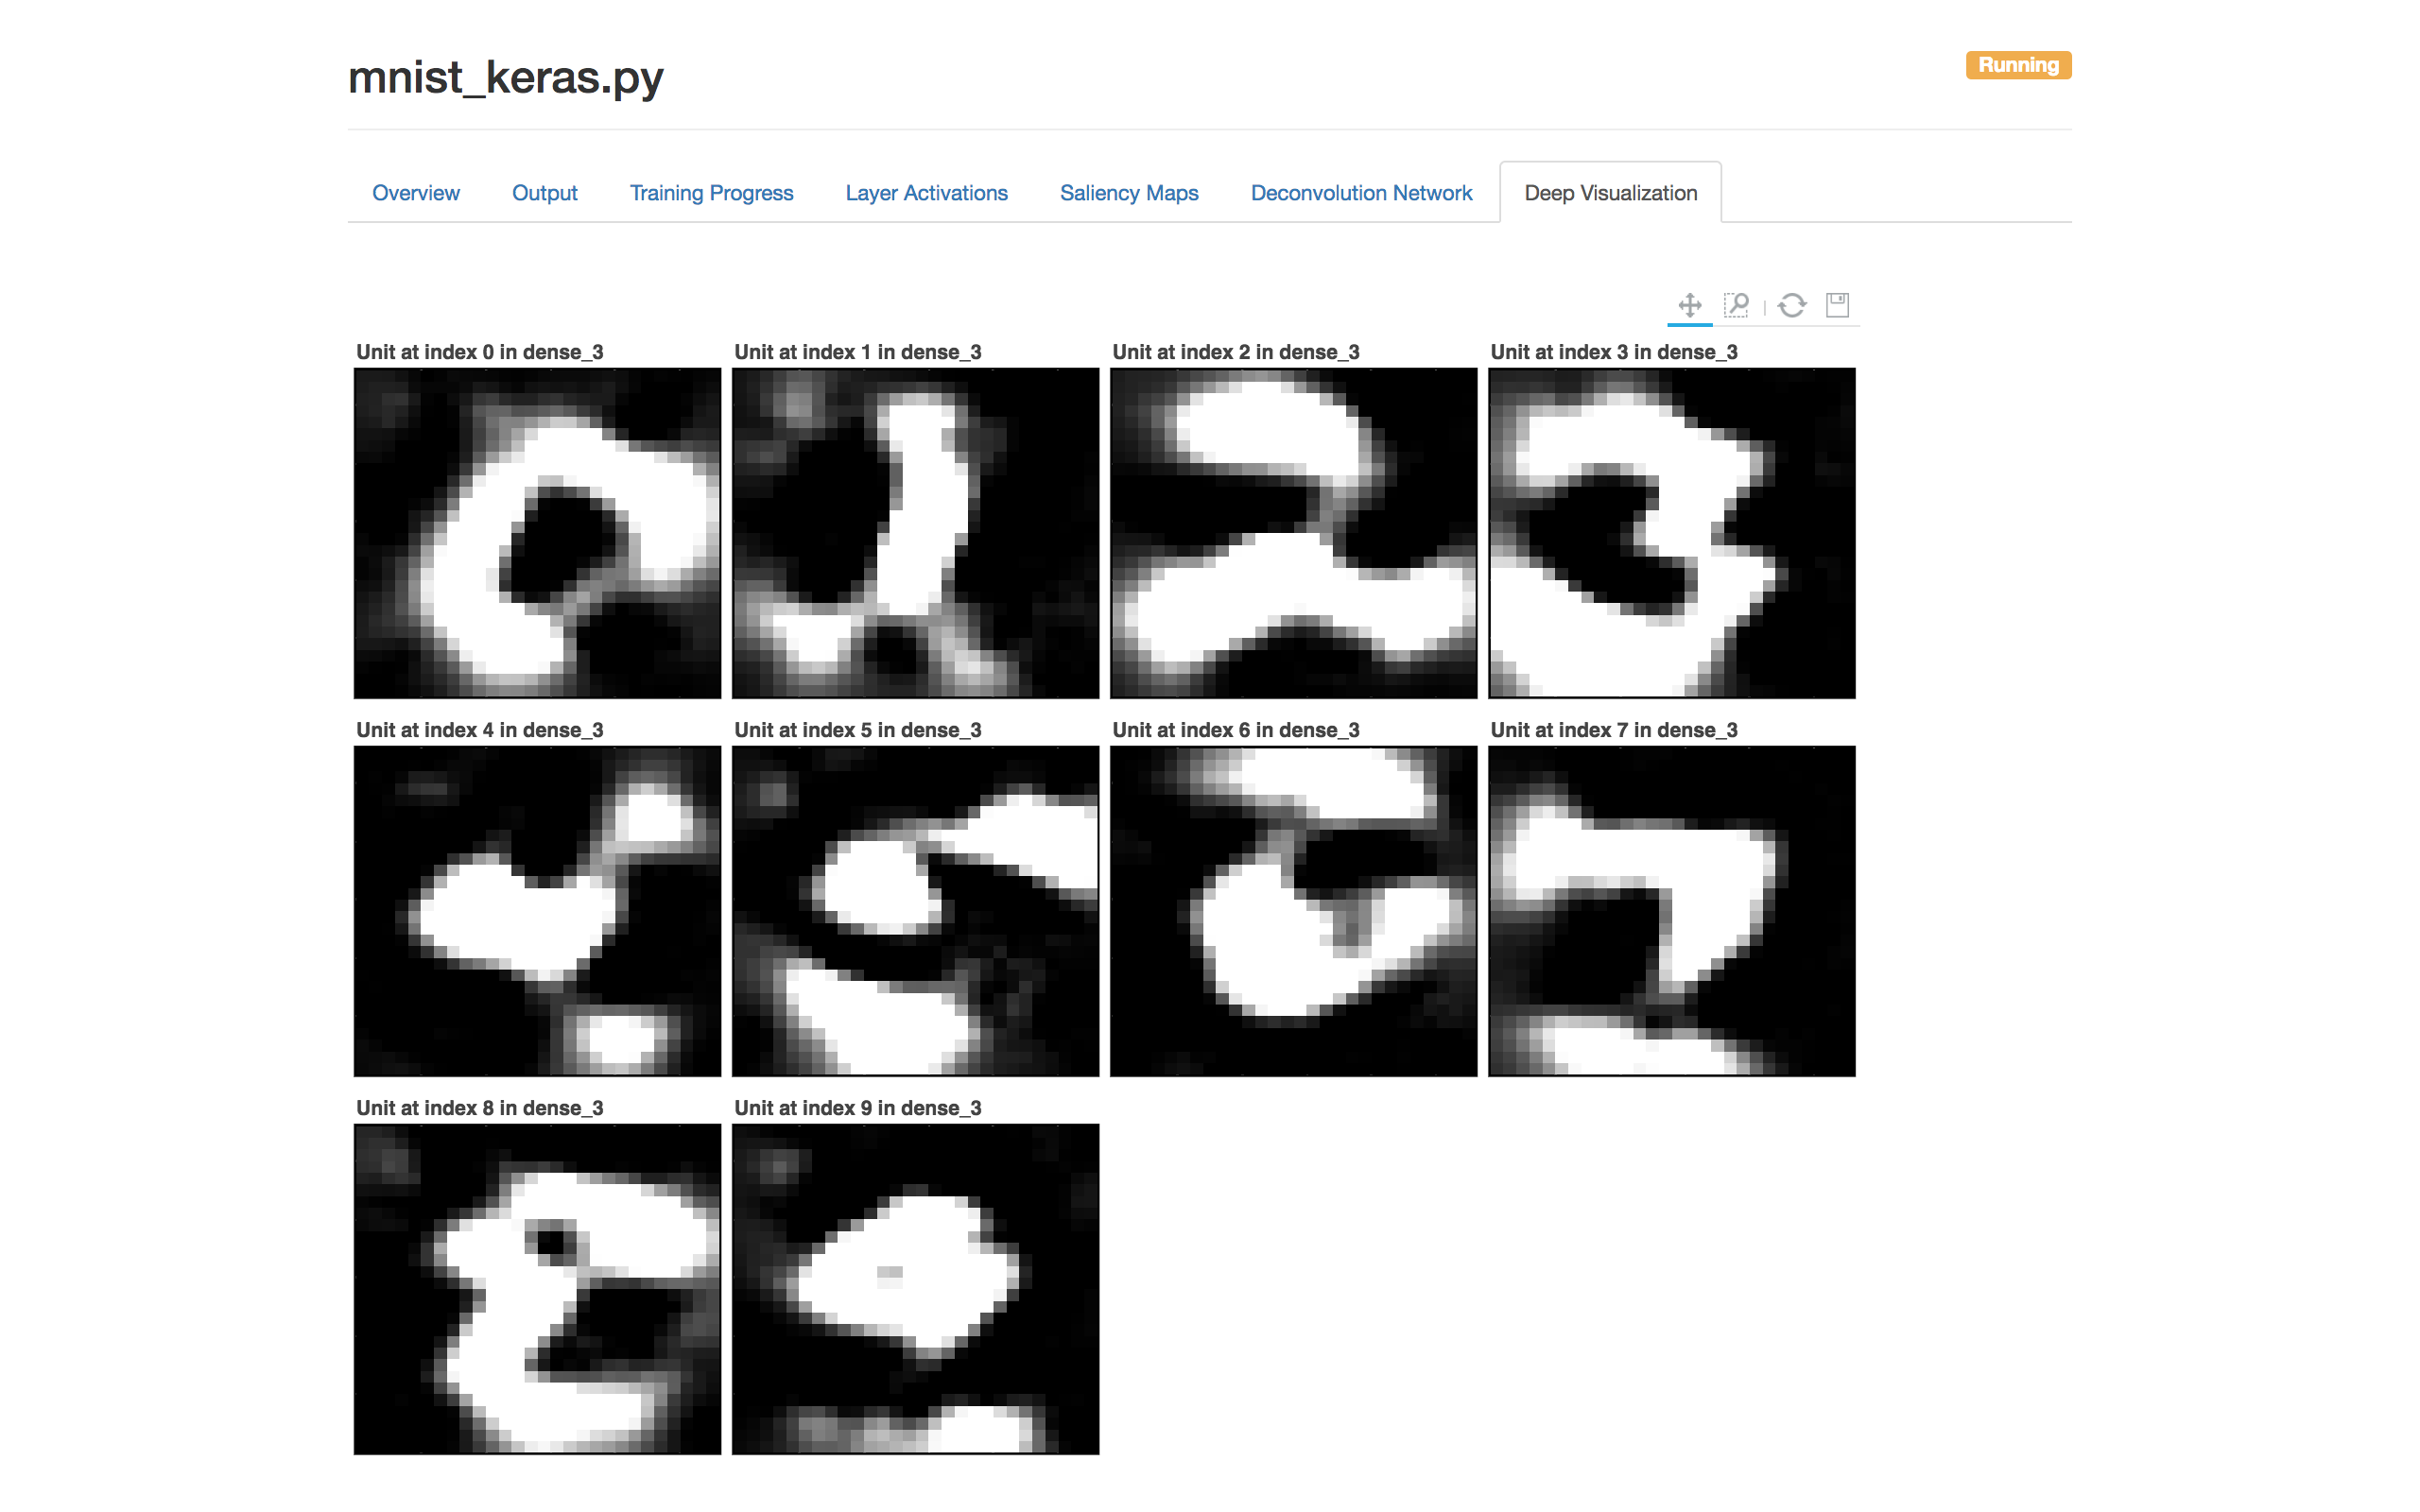 mnist_keras.py
Running
Overview Output Training Progress Layer Activations Saliency Maps Deconvolution Network Deep Visualization
Unit at index 0 in dense_3 Unit at index 1 in dense_3 Unit at index 2 in dense_3 Unit at index 3 in dense_3
Unit at index 4 in dense_3 Unit at index 5 in dense_3 Unit at index 6 in dense_3 Unit at index 7 in dense_3
Unit at index 8 in dense_3 Unit at index 9 in dense_3